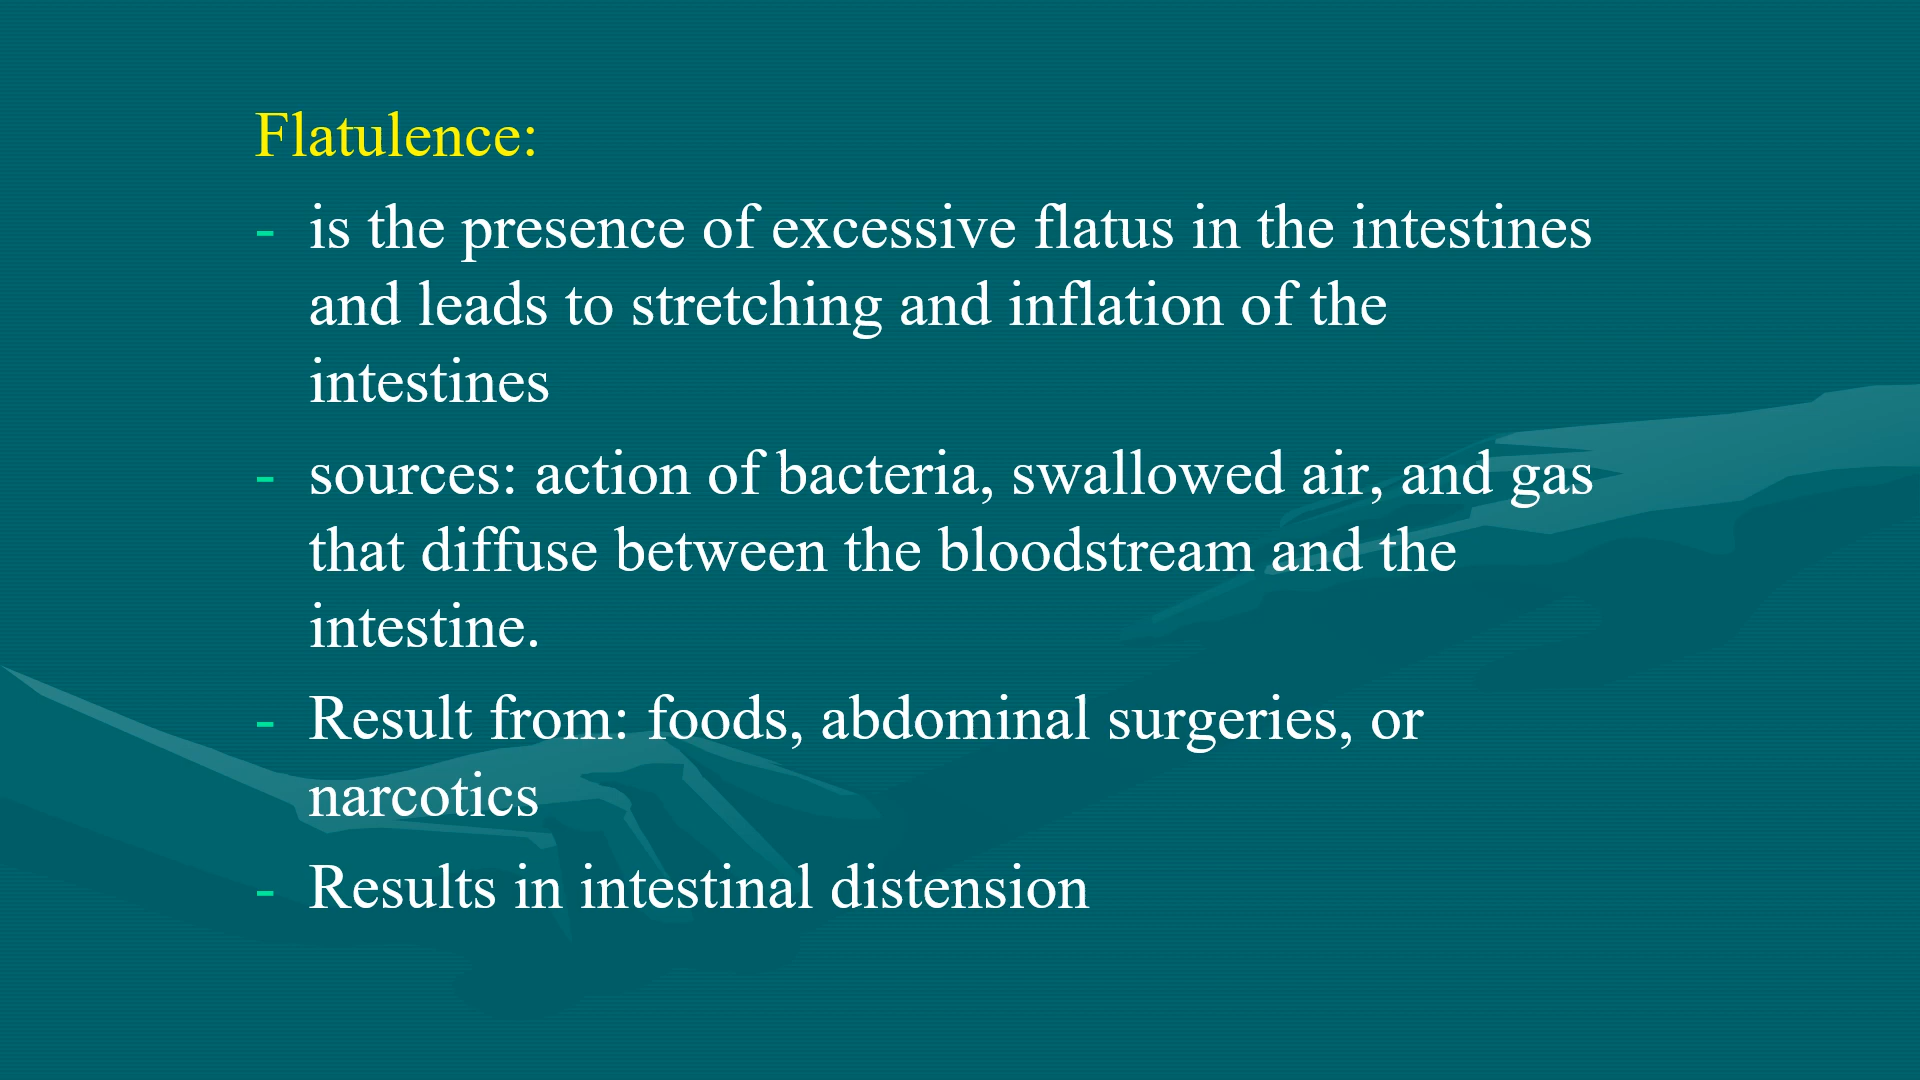 Flatulence:
- is the presence of excessive flatus in the intestines
and leads to stretching and inflation of the
intestines
- sources: action of bacteria, swallowed air, and gas
that diffuse between the bloodstream and the
intestine.
- Result from: foods, abdominal surgeries, or
narcotics
- Results in intestinal distension